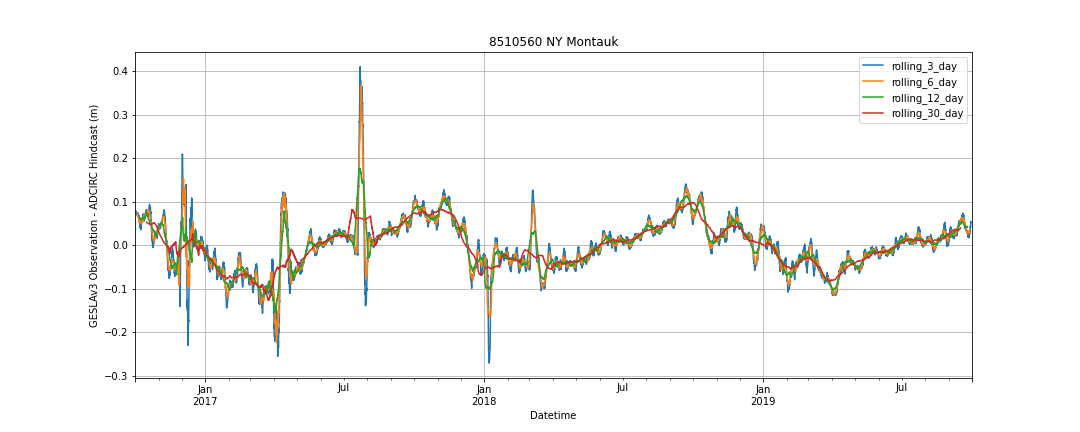 8510560 NY Montauk
GESLAv3 Observation - ADCIRC Hindcast (m)
0.4
0.3
0.2
0.1
0.0
−0.1
−0.2
−0.3
rolling_3_day
rolling_6_day
rolling_12_day
rolling_30_day
Jan
2017
Jul
Jan
2018
Jul
Jan
2019
Jul
Datetime